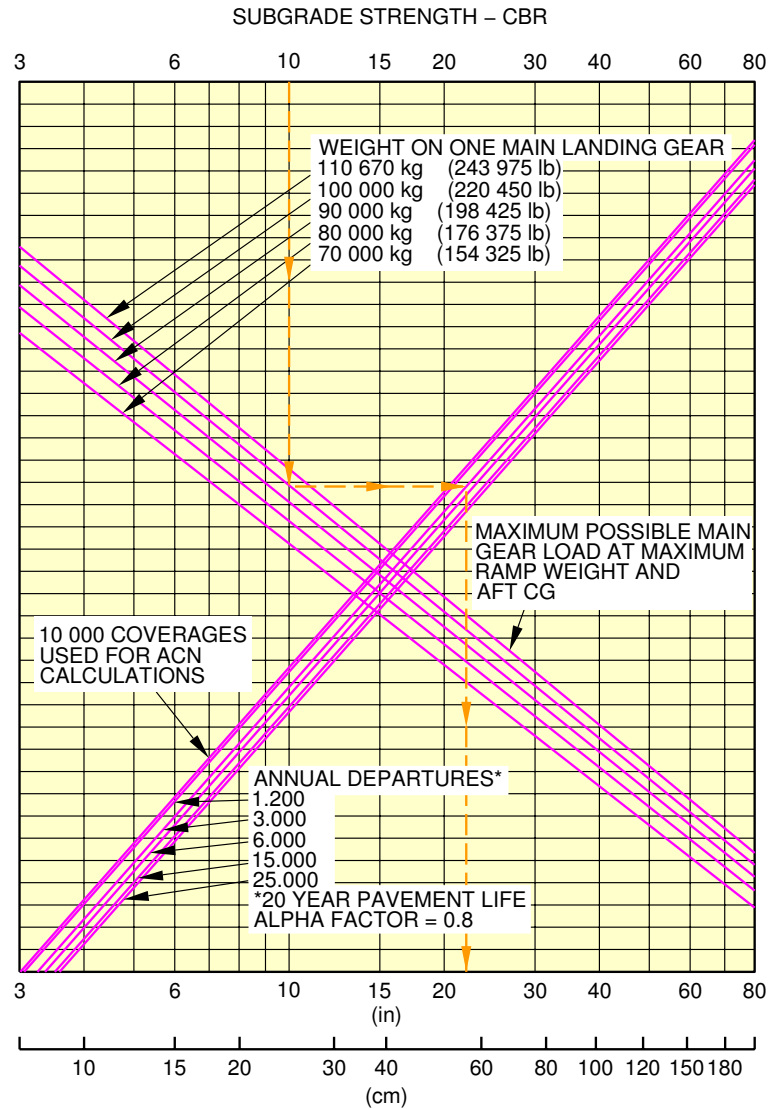 SUBGRADE STRENGTH – CBR
3 6 10 15 20 30 40 60 80
WEIGHT ON ONE MAIN LANDING GEAR
110 670 kg (243 975 lb)
100 000 kg (220 450 lb)
90 000 kg (198 425 lb)
80 000 kg (176 375 lb)
70 000 kg (154 325 lb)
MAXIMUM POSSIBLE MAIN
GEAR LOAD AT MAXIMUM
RAMP WEIGHT AND
AFT CG
10 000 COVERAGES
USED FOR ACN
CALCULATIONS
ANNUAL DEPARTURES*
1.200
3.000
6.000
15.000
25.000
*20 YEAR PAVEMENT LIFE
ALPHA FACTOR = 0.8
3 6 10 15 20 30 40 60 80
(in)
10 15 20 40 60 80 100 120 150 180
(cm)